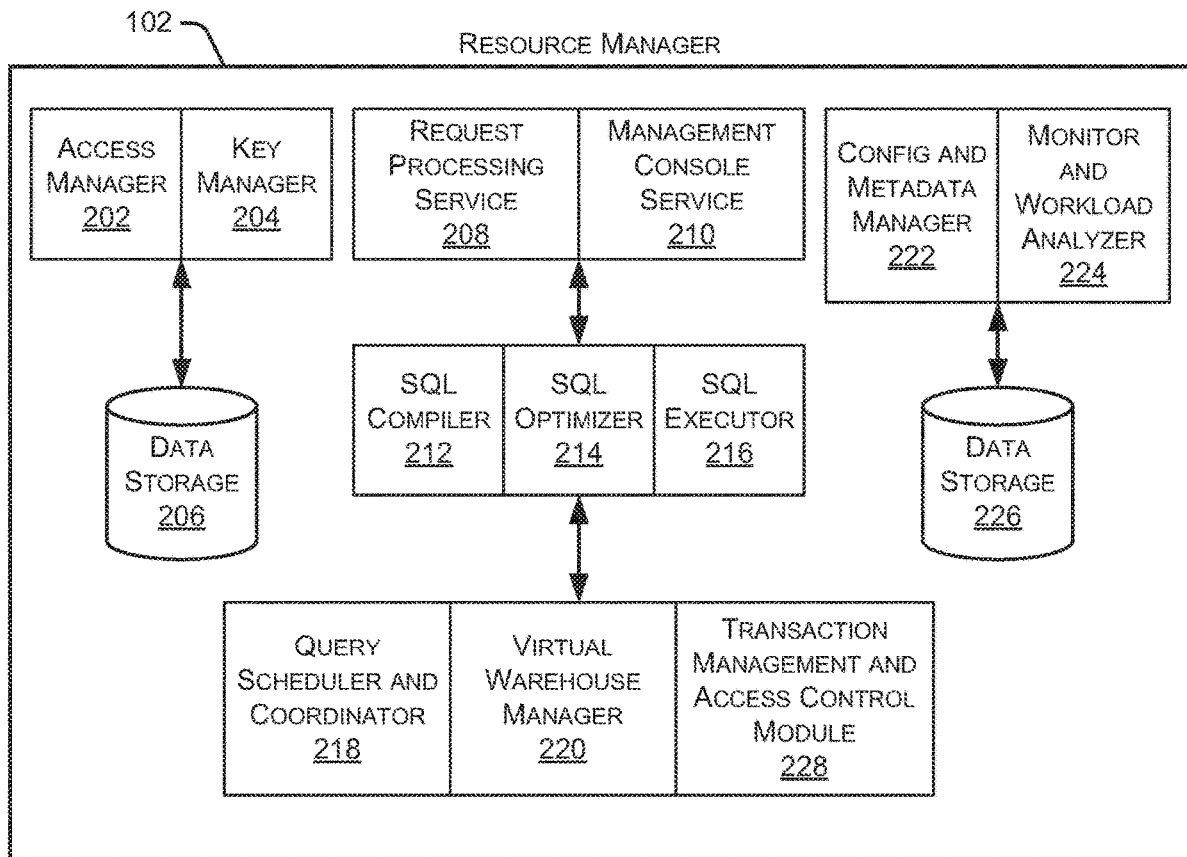 102
RESOURCE MANAGER
ACCESS
MANAGER
202
KEY
MANAGER
204
REQUEST
PROCESSING
SERVICE
208
MANAGEMENT
CONSOLE
SERVICE
210
CONFIG AND
METADATA
MANAGER
222
MONITOR
AND
WORKLOAD
ANALYZER
224
DATA
STORAGE
206
SQL
COMPILER
212
SQL
OPTIMIZER
214
SQL
EXECUTOR
216
DATA
STORAGE
226
QUERY
SCHEDULER AND
COORDINATOR
218
VIRTUAL
WAREHOUSE
MANAGER
220
TRANSACTION
MANAGEMENT AND
ACCESS CONTROL
MODULE
228